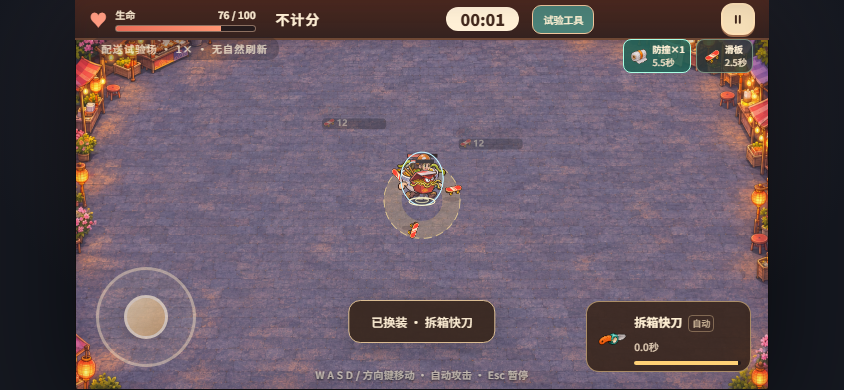 生命 76 / 100 不计分 00:01 试验工具
配送试验场 • 1× • 无自然刷新
防撞×1
5.5秒
滑板
2.5秒
12
12
已换装 • 拆箱快刀
拆箱快刀 自动
0.0秒
WASD / 方向键移动 • 自动攻击 • Esc 暂停